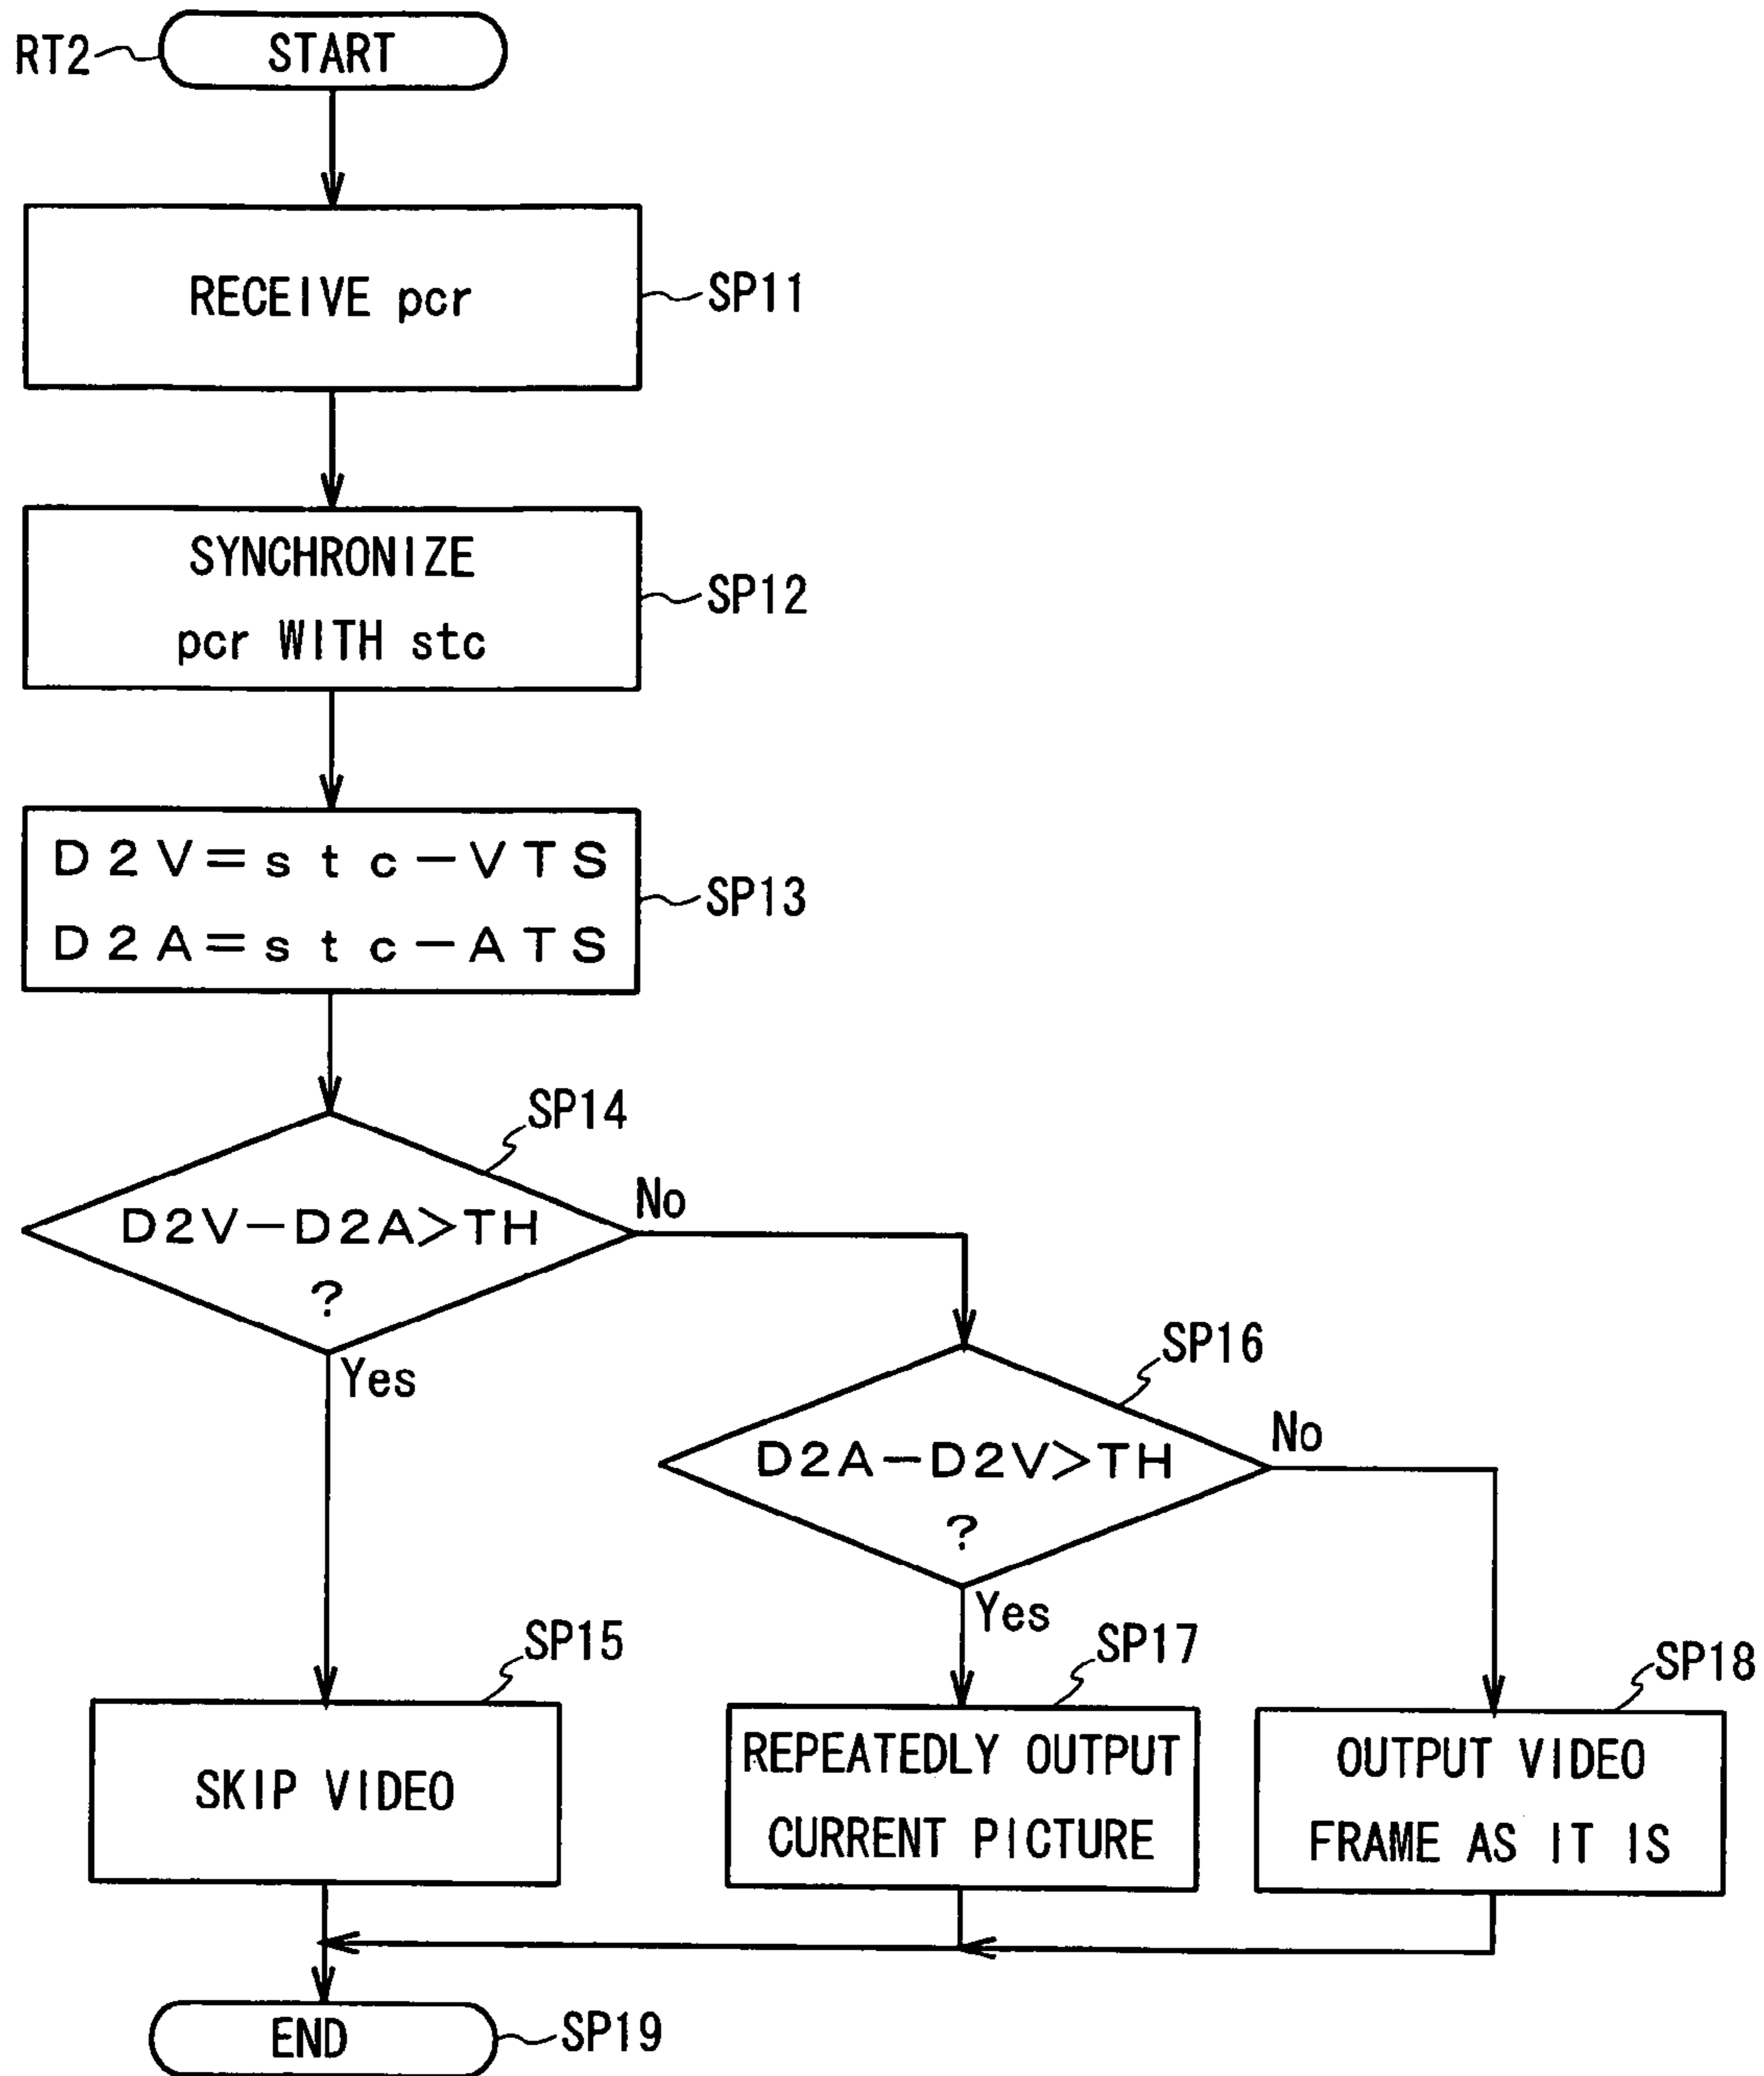 RT2
START
RECEIVE pcr
SP11
SYNCHRONIZE
pcr WITH stc
SP12
D2V=stc-VTS
D2A=stc-ATS
SP13
SP14
D2V-D2A>TH
?
No
Yes
SP16
D2A-D2V>TH
?
No
Yes
SP15
SKIP VIDEO
SP17
REPEATEDLY OUTPUT
CURRENT PICTURE
SP18
OUTPUT VIDEO
FRAME AS IT IS
END
SP19